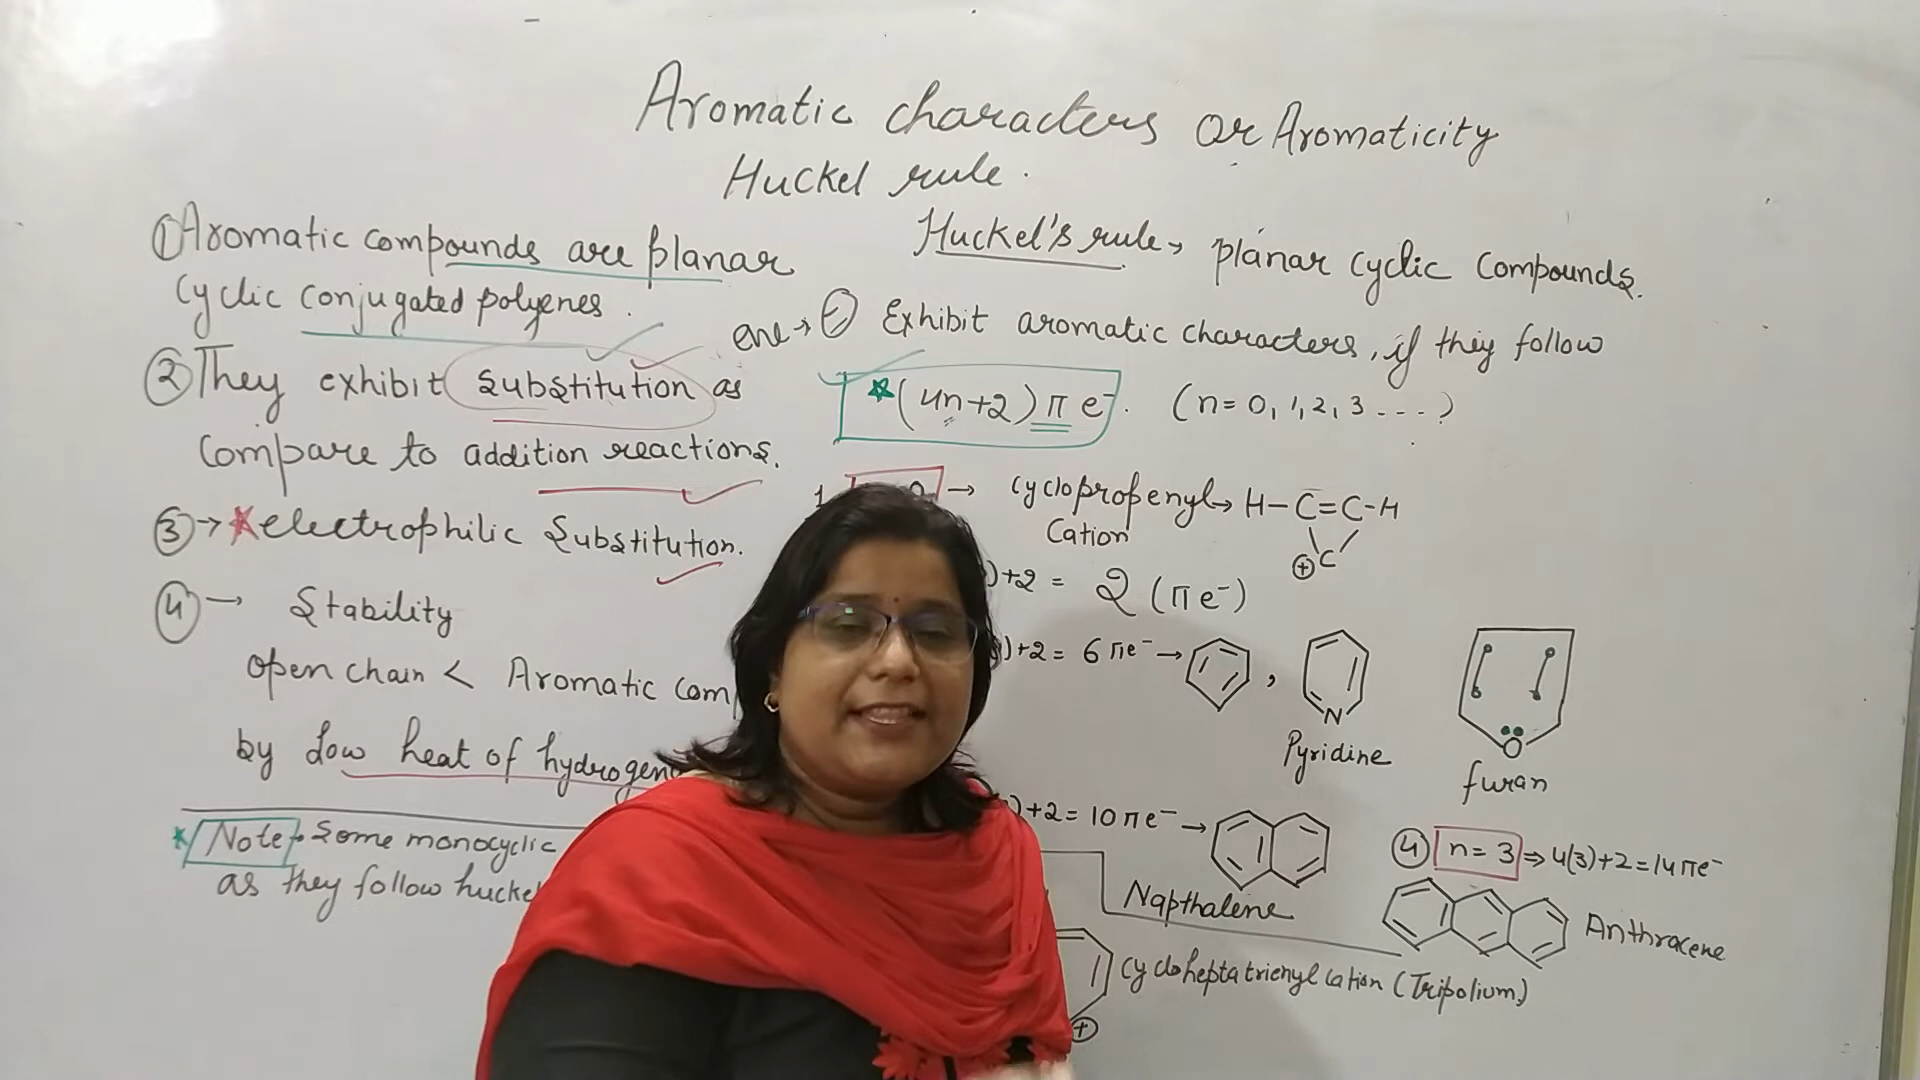 Aromatic characters or Aromaticity
Huckel rule.
① Aromatic compounds are planar
cyclic conjugated polyenes.
② They exhibit substitution as
compare to addition reactions.
③ → electrophilic substitution.
④ → Stability
open chain < Aromatic com
by low heat of hydrogen
Note: Some monocyclic
as they follow hucke
Huckel's rule → planar cyclic compounds.
ene → Exhibit aromatic characters, if they follow
(4n+2) π e⁻. (n = 0, 1, 2, 3 ....)
1. → cyclopropenyl → H-C=C-H
Cation
⊕ C
)+2 = 2 (π e⁻)
)+2 = 6 π e⁻ → ,
N
Pyridine
O
furan
)+2 = 10 π e⁻ →
Napthalene
④ n = 3 ⇒ 4(3)+2 = 14 π e⁻
Anthracene
cycloheptatrienyl cation (Tripolium)
⊕